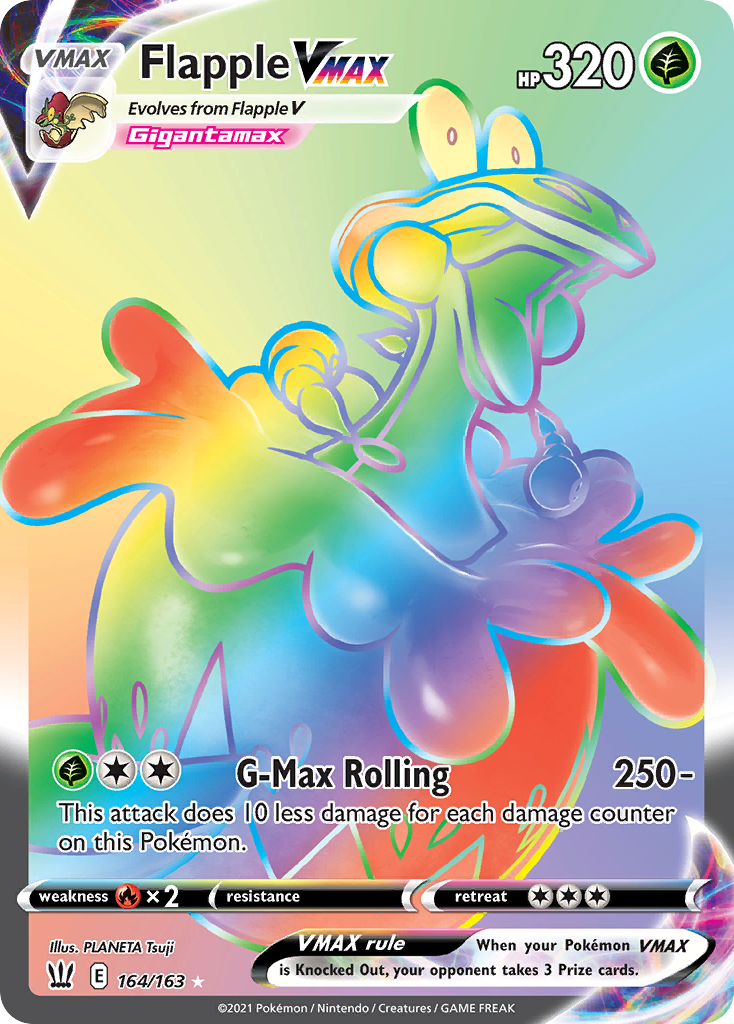 VMAX
Flapple VMAX
HP 320
Evolves from Flapple V
Gigantamax
G-Max Rolling 250-
This attack does 10 less damage for each damage counter
on this Pokémon.
weakness ×2 resistance retreat
Illus. PLANETA Tsuji
VMAX rule When your Pokémon VMAX
is Knocked Out, your opponent takes 3 Prize cards.
E 164/163
©2021 Pokémon / Nintendo / Creatures / GAME FREAK